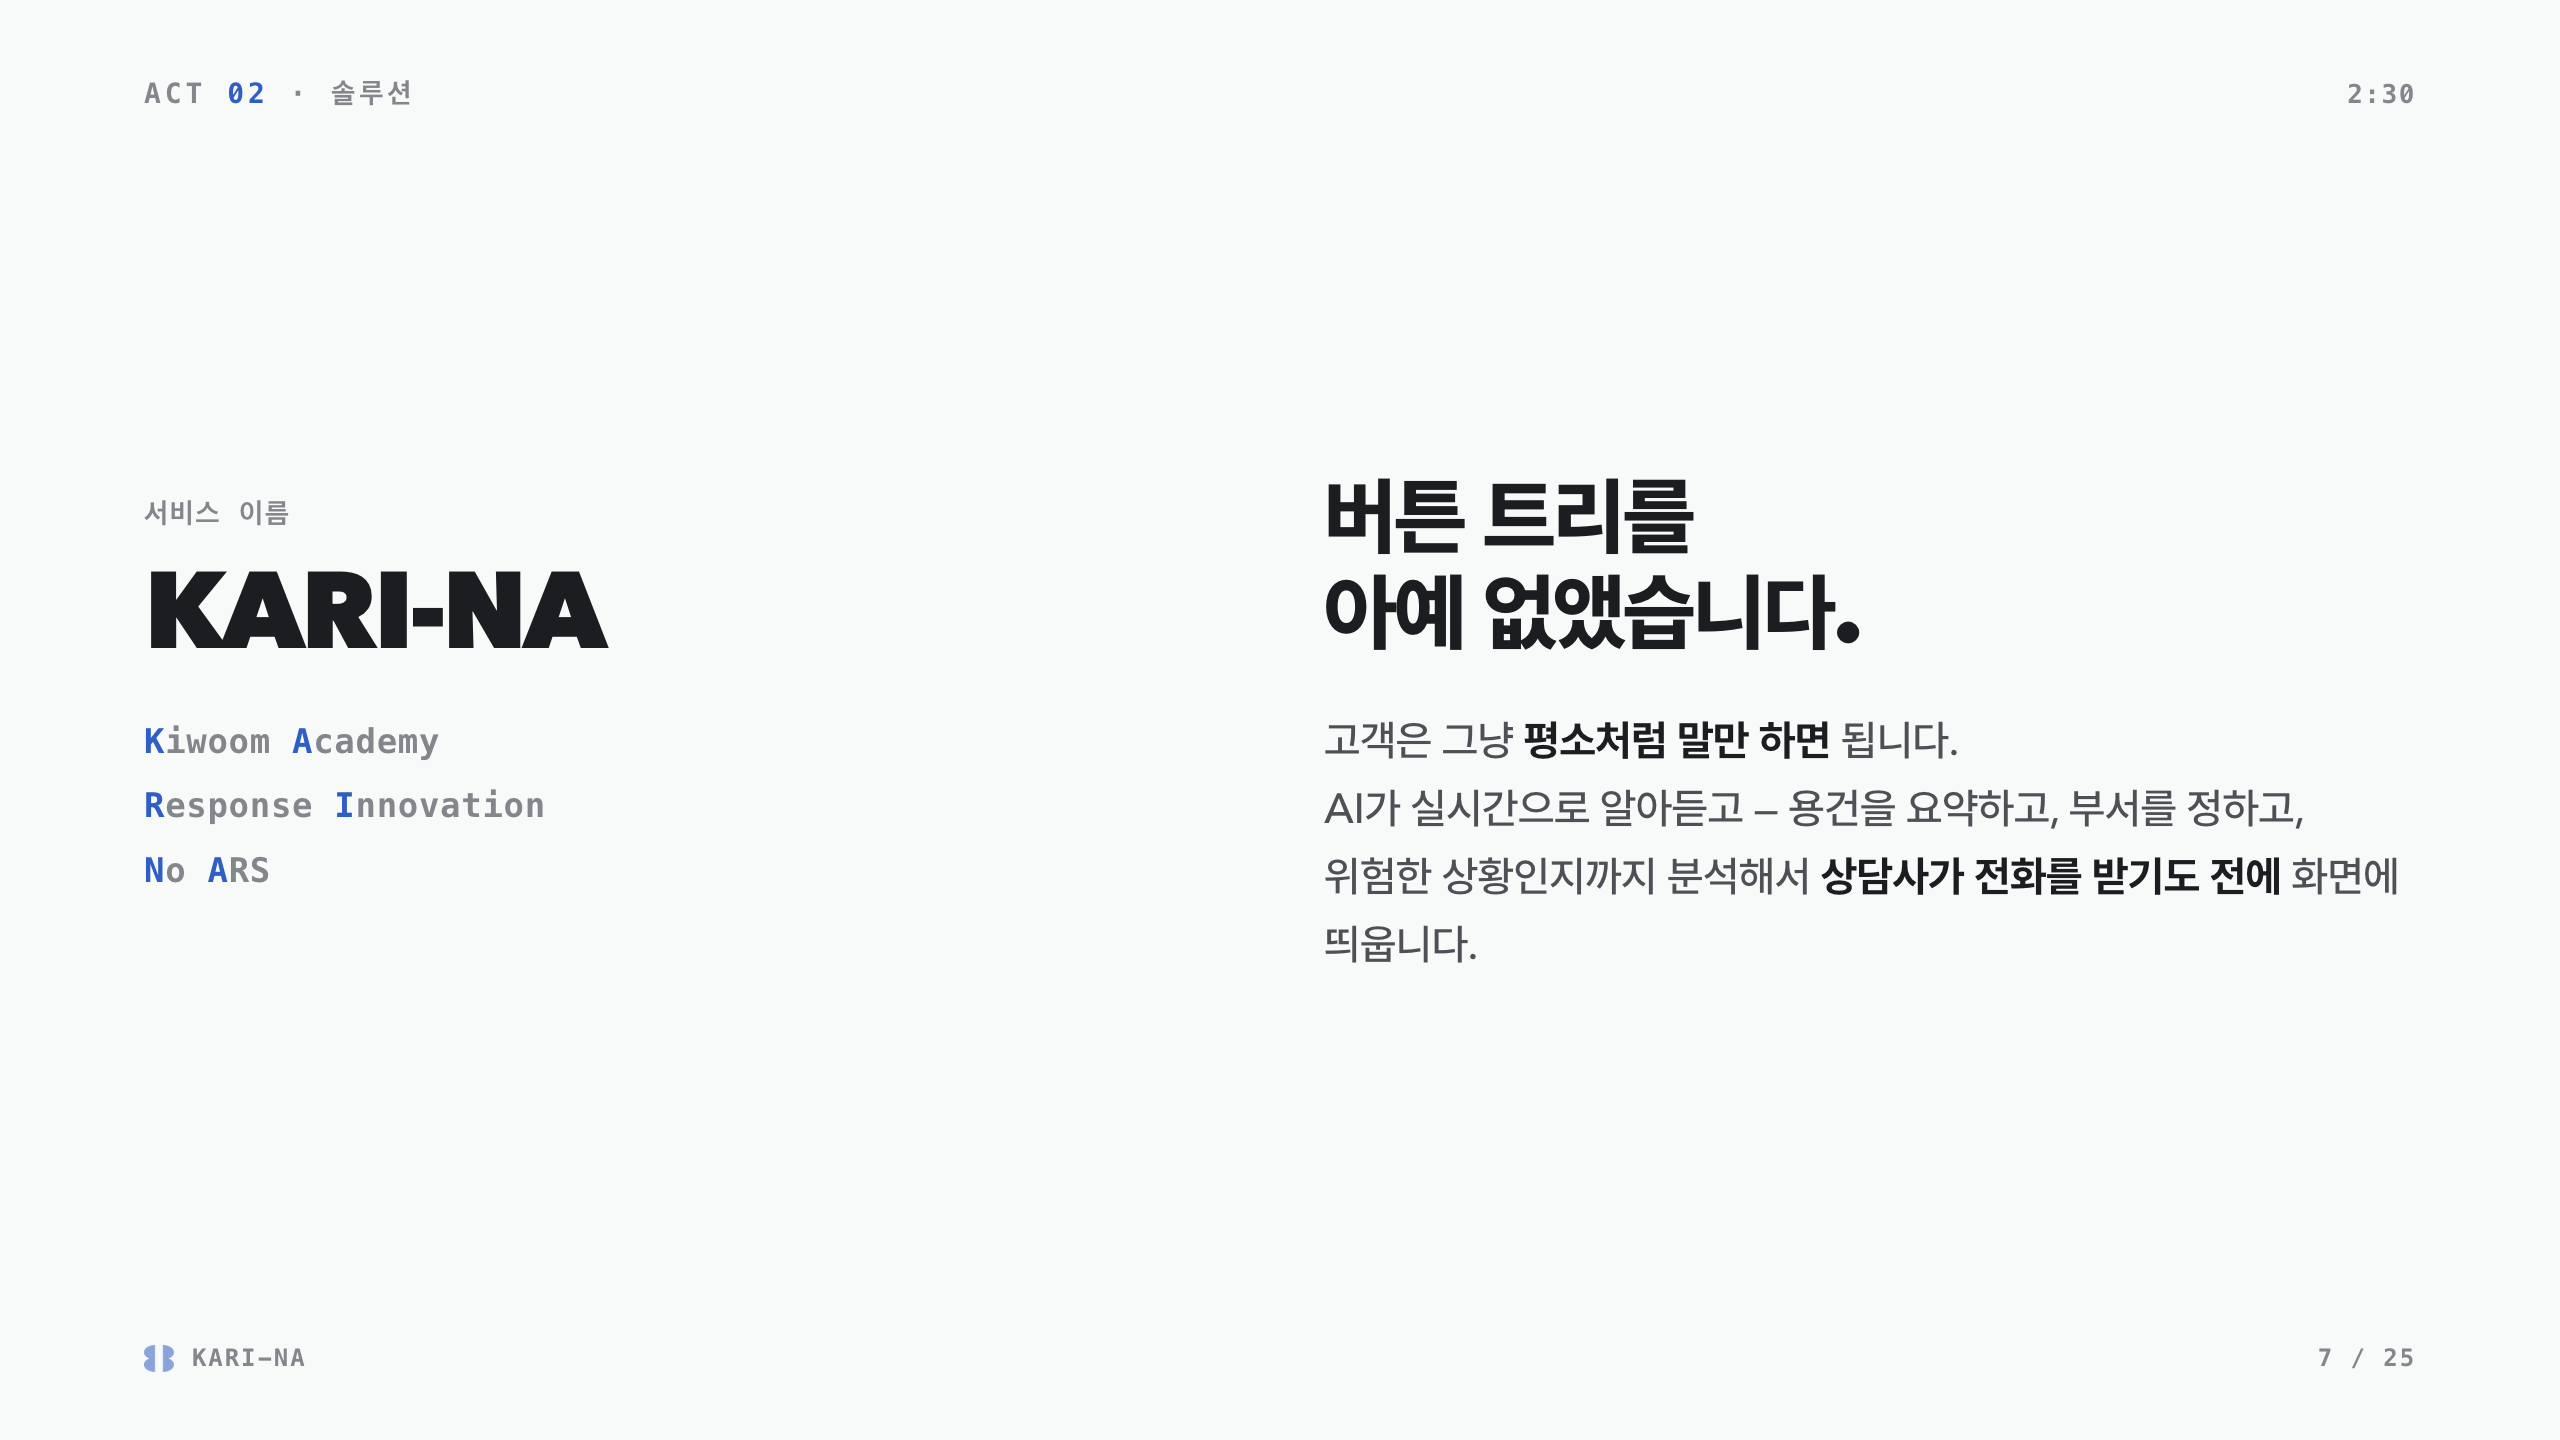 ACT 02 · 솔루션
2:30
서비스 이름
KARI-NA
Kiwoom Academy
Response Innovation
No ARS
버튼 트리를
아예 없앴습니다.
고객은 그냥 평소처럼 말만 하면 됩니다.
AI가 실시간으로 알아듣고 – 용건을 요약하고, 부서를 정하고,
위험한 상황인지까지 분석해서 상담사가 전화를 받기도 전에 화면에
띄웁니다.
KARI-NA
7 / 25